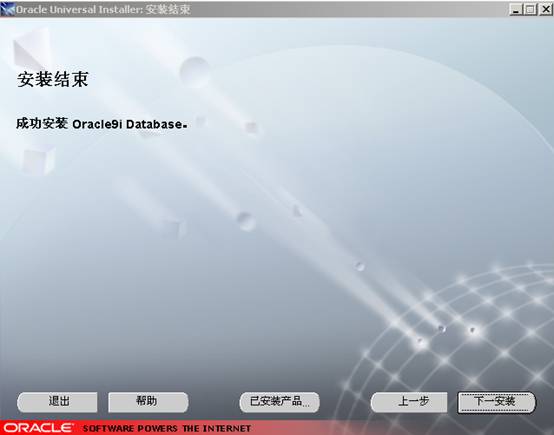 Oracle Universal Installer: 安装结束
安装结束
成功安装 Oracle9i Database。
退出 帮助 已安装产品... 上一步 下一安装
ORACLE SOFTWARE POWERS THE INTERNET